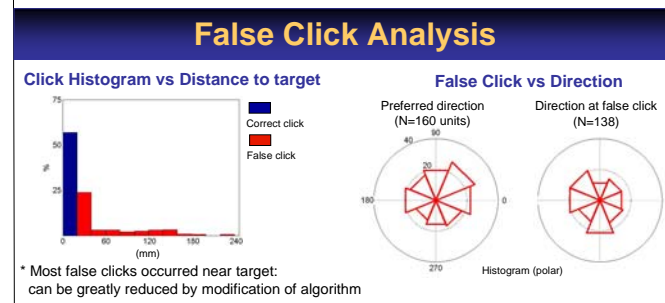 False Click Analysis
Click Histogram vs Distance to target
75
50
25
%
0 60 120 180 240
(mm)
Correct click
False click
* Most false clicks occurred near target:
can be greatly reduced by modification of algorithm
False Click vs Direction
Preferred direction
(N=160 units)
90
40
20
180
0
270
Direction at false click
(N=138)
Histogram (polar)